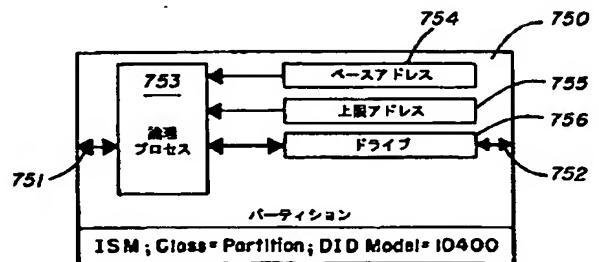 754
750
753
論理
プロセス
ベースアドレス
上限アドレス
ドライブ
755
756
751
752
パーティション
ISM; Class= Partition; DID Model= 10400